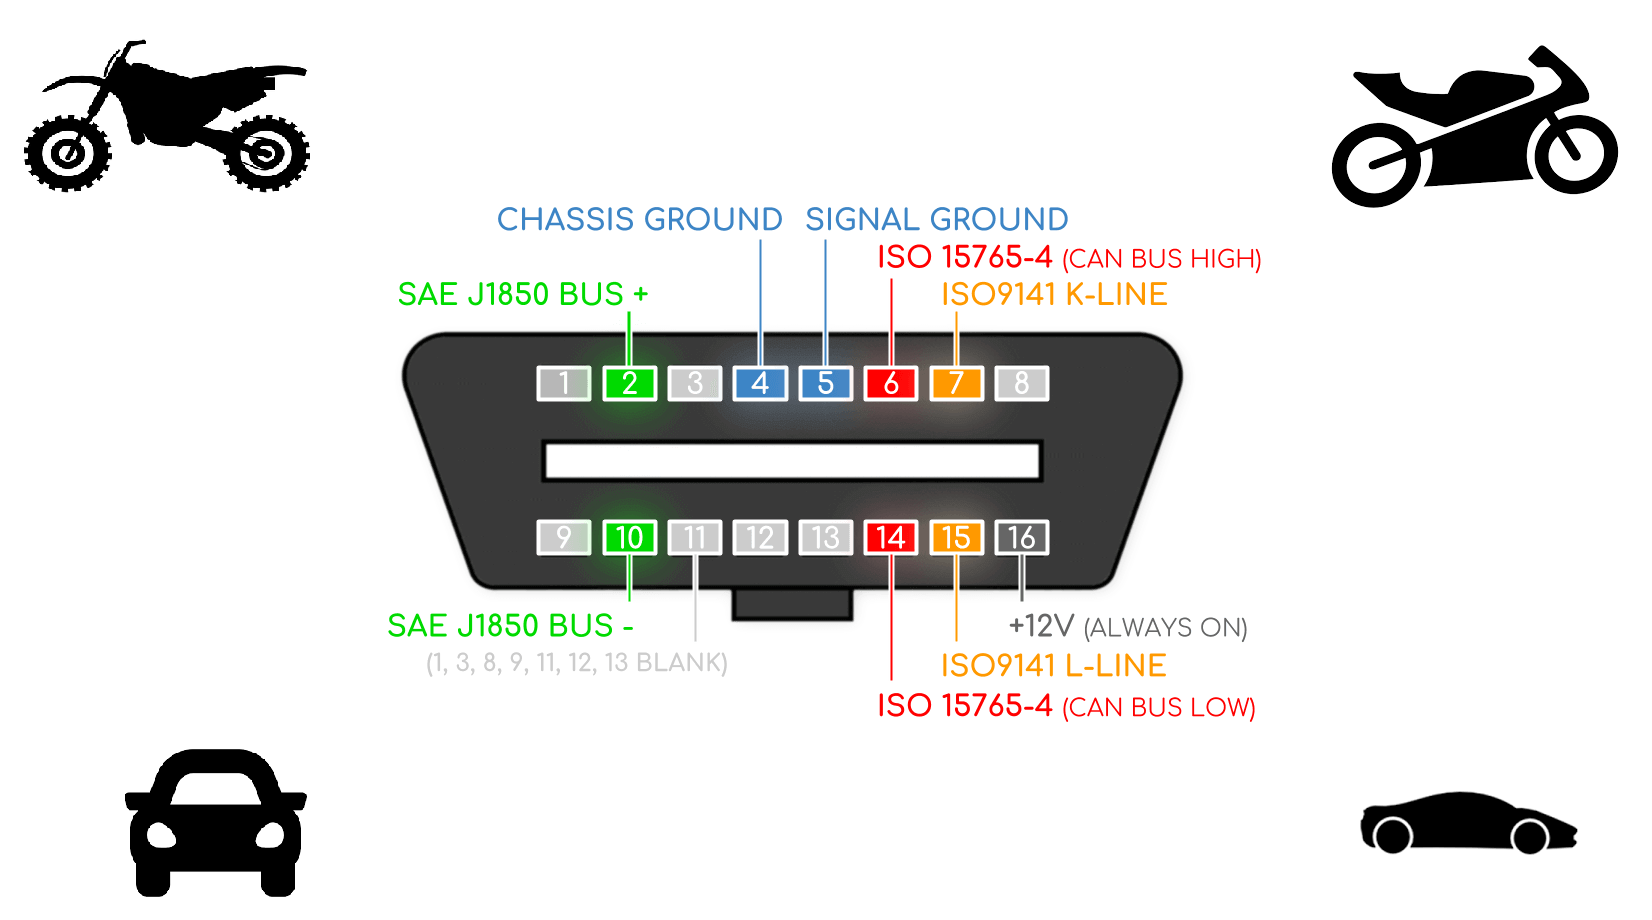 CHASSIS GROUND SIGNAL GROUND
ISO 15765-4 (CAN BUS HIGH)
SAE J1850 BUS + ISO9141 K-LINE
1 2 3 4 5 6 7 8
9 10 11 12 13 14 15 16
SAE J1850 BUS - +12V (ALWAYS ON)
(1, 3, 8, 9, 11, 12, 13 BLANK) ISO9141 L-LINE
ISO 15765-4 (CAN BUS LOW)